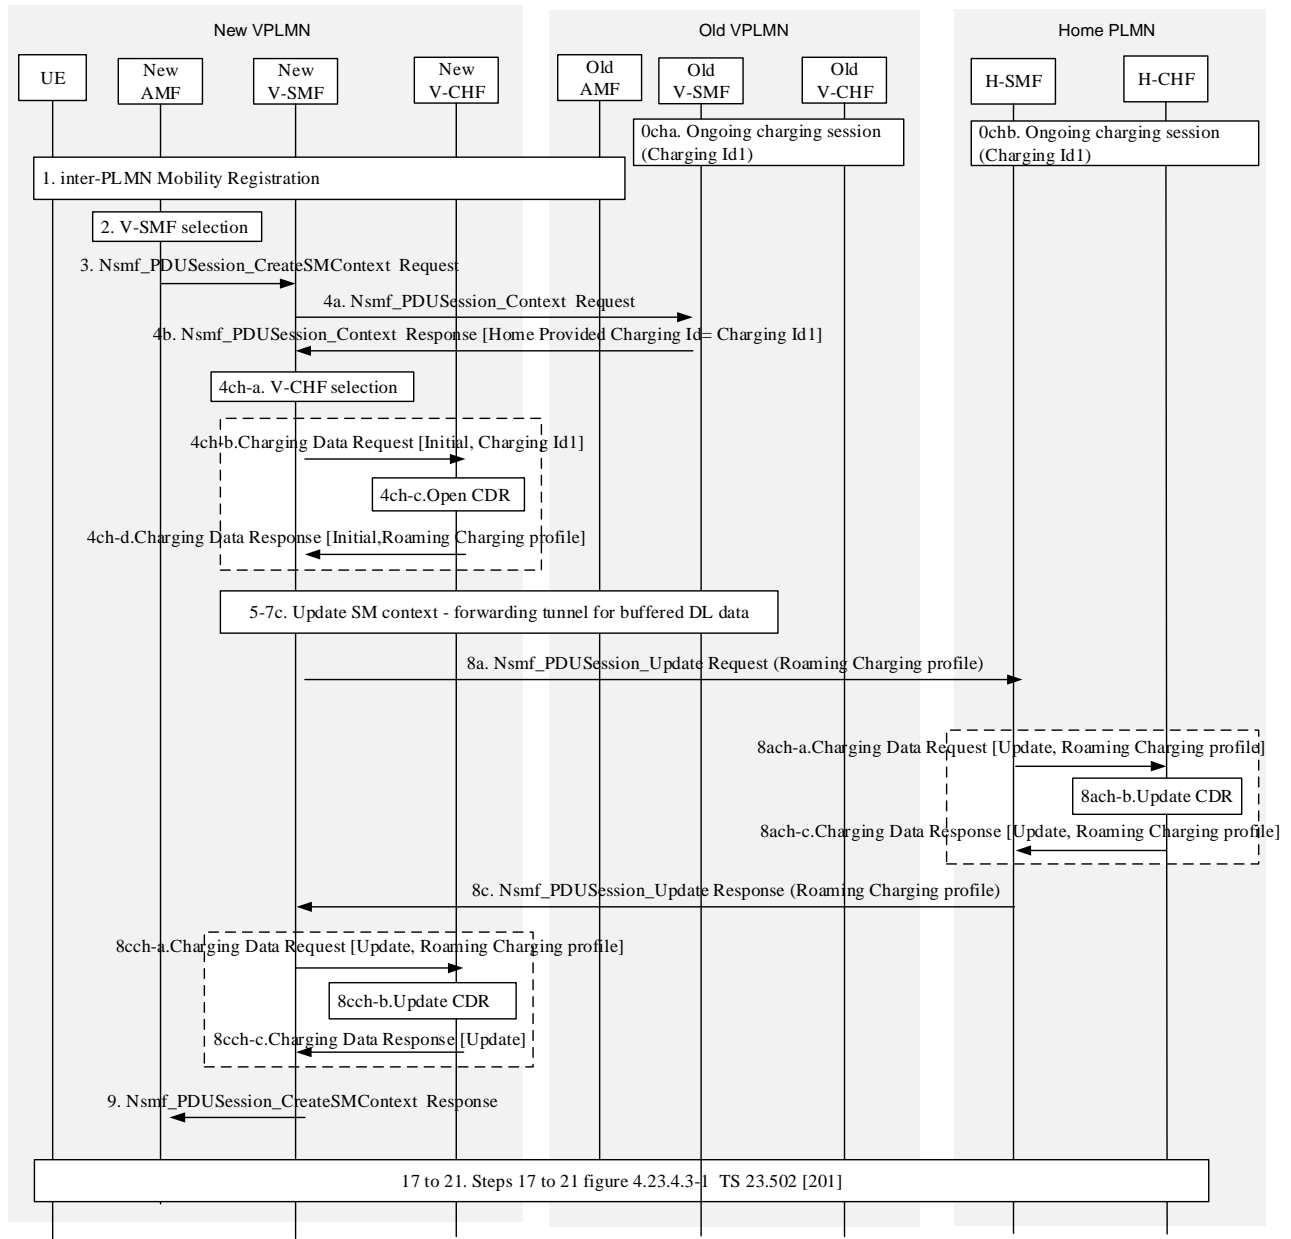 New VPLMN
Old VPLMN
Home PLMN
UE
New
AMF
New
V-SMF
New
V-CHF
Old
AMF
Old
V-SMF
Old
V-CHF
H-SMF
H-CHF
0cha. Ongoing charging session
(Charging Id1)
0chb. Ongoing charging session
(Charging Id1)
1. inter-PLMN Mobility Registration
2. V-SMF selection
3. Nsmf_PDUSession_CreateSMContext Request
4a. Nsmf_PDUSession_Context Request
4b. Nsmf_PDUSession_Context Response [Home Provided Charging Id= Charging Id1]
4ch-a. V-CHF selection
4ch-b.Charging Data Request [Initial, Charging Id1]
4ch-c.Open CDR
4ch-d.Charging Data Response [Initial,Roaming Charging profile]
5-7c. Update SM context - forwarding tunnel for buffered DL data
8a. Nsmf_PDUSession_Update Request (Roaming Charging profile)
8ach-a.Charging Data Request [Update, Roaming Charging profile]
8ach-b.Update CDR
8ach-c.Charging Data Response [Update, Roaming Charging profile]
8c. Nsmf_PDUSession_Update Response (Roaming Charging profile)
8cch-a.Charging Data Request [Update, Roaming Charging profile]
8cch-b.Update CDR
8cch-c.Charging Data Response [Update]
9. Nsmf_PDUSession_CreateSMContext Response
17 to 21. Steps 17 to 21 figure 4.23.4.3-1 TS 23.502 [201]